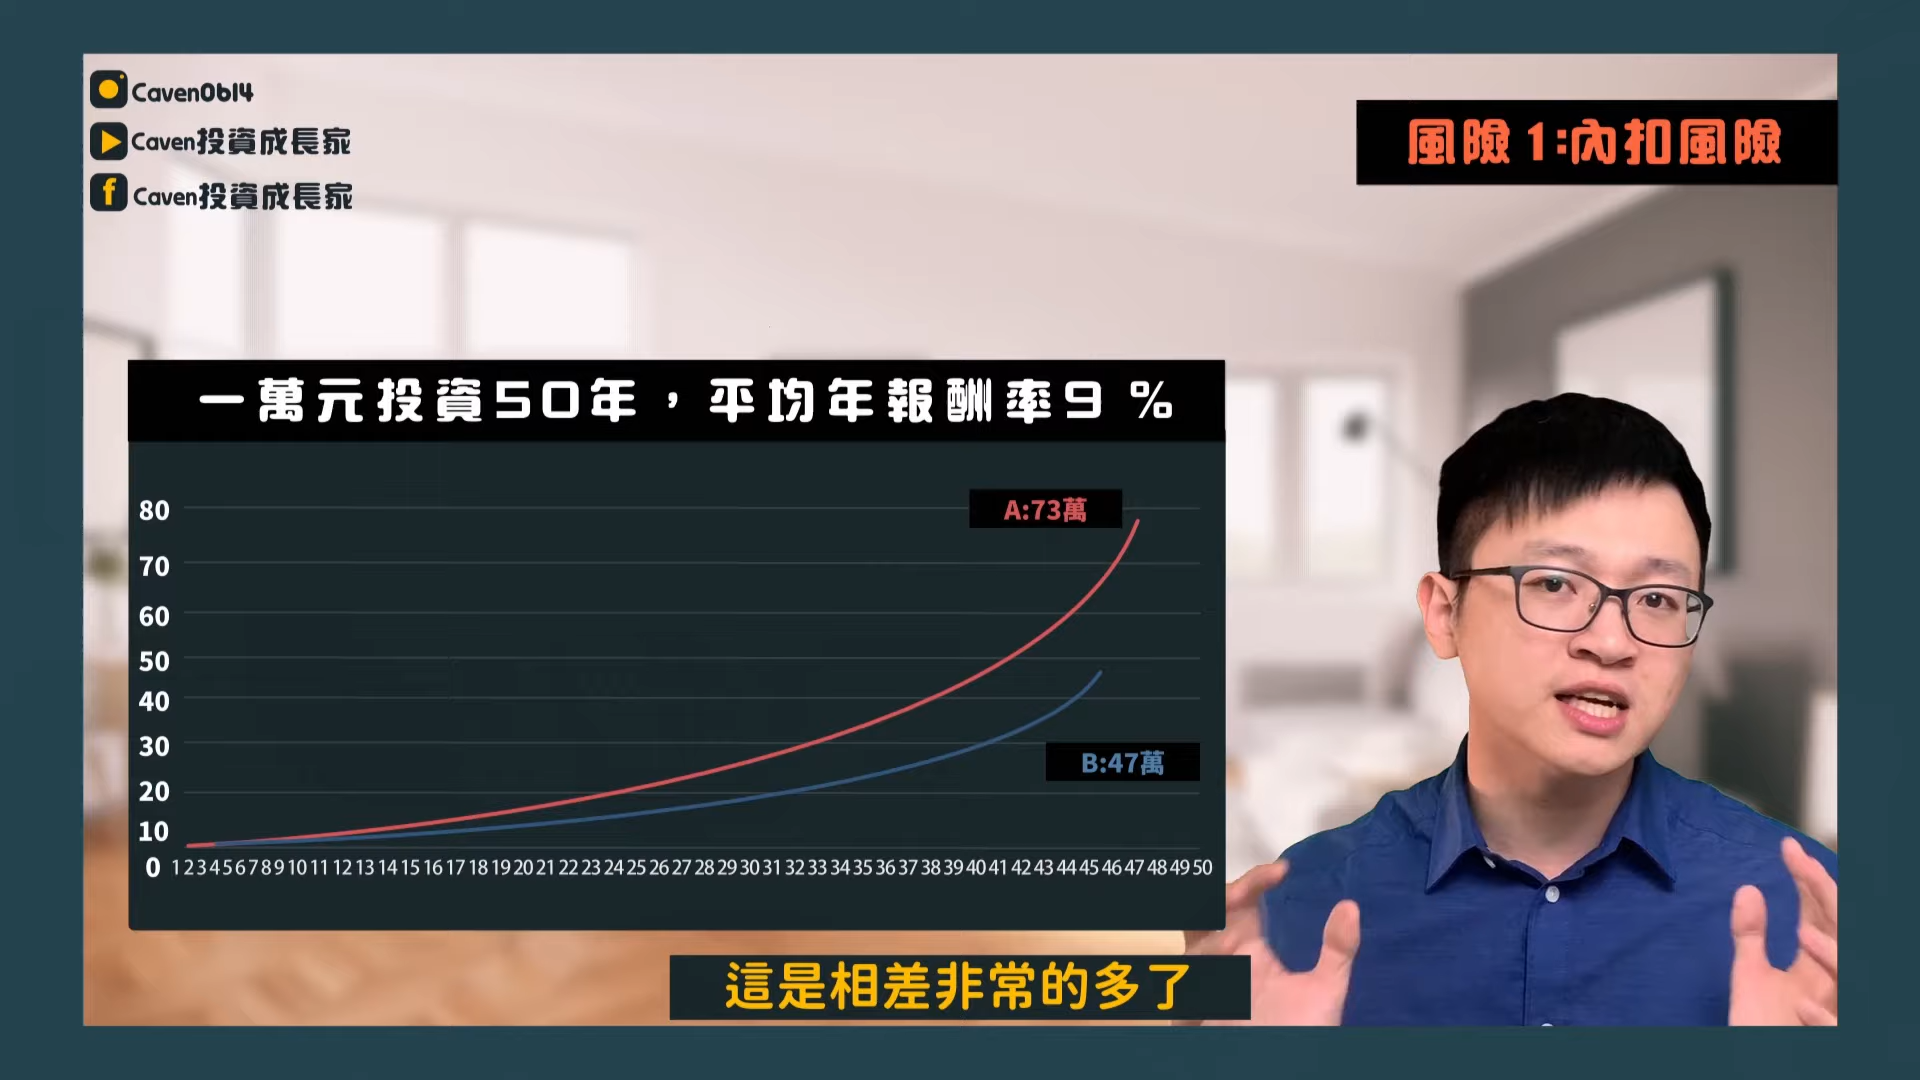 Caven0614
Caven投資成長家
Caven投資成長家
風險1:內扣風險
一萬元投資50年，平均年報酬率9 %
80
70
60
50
40
30
20
10
0
A:73萬
B:47萬
1 2 3 4 5 6 7 8 9 10 11 12 13 14 15 16 17 18 19 20 21 22 23 24 25 26 27 28 29 30 31 32 33 34 35 36 37 38 39 40 41 42 43 44 45 46 47 48 49 50
這是相差非常的多了